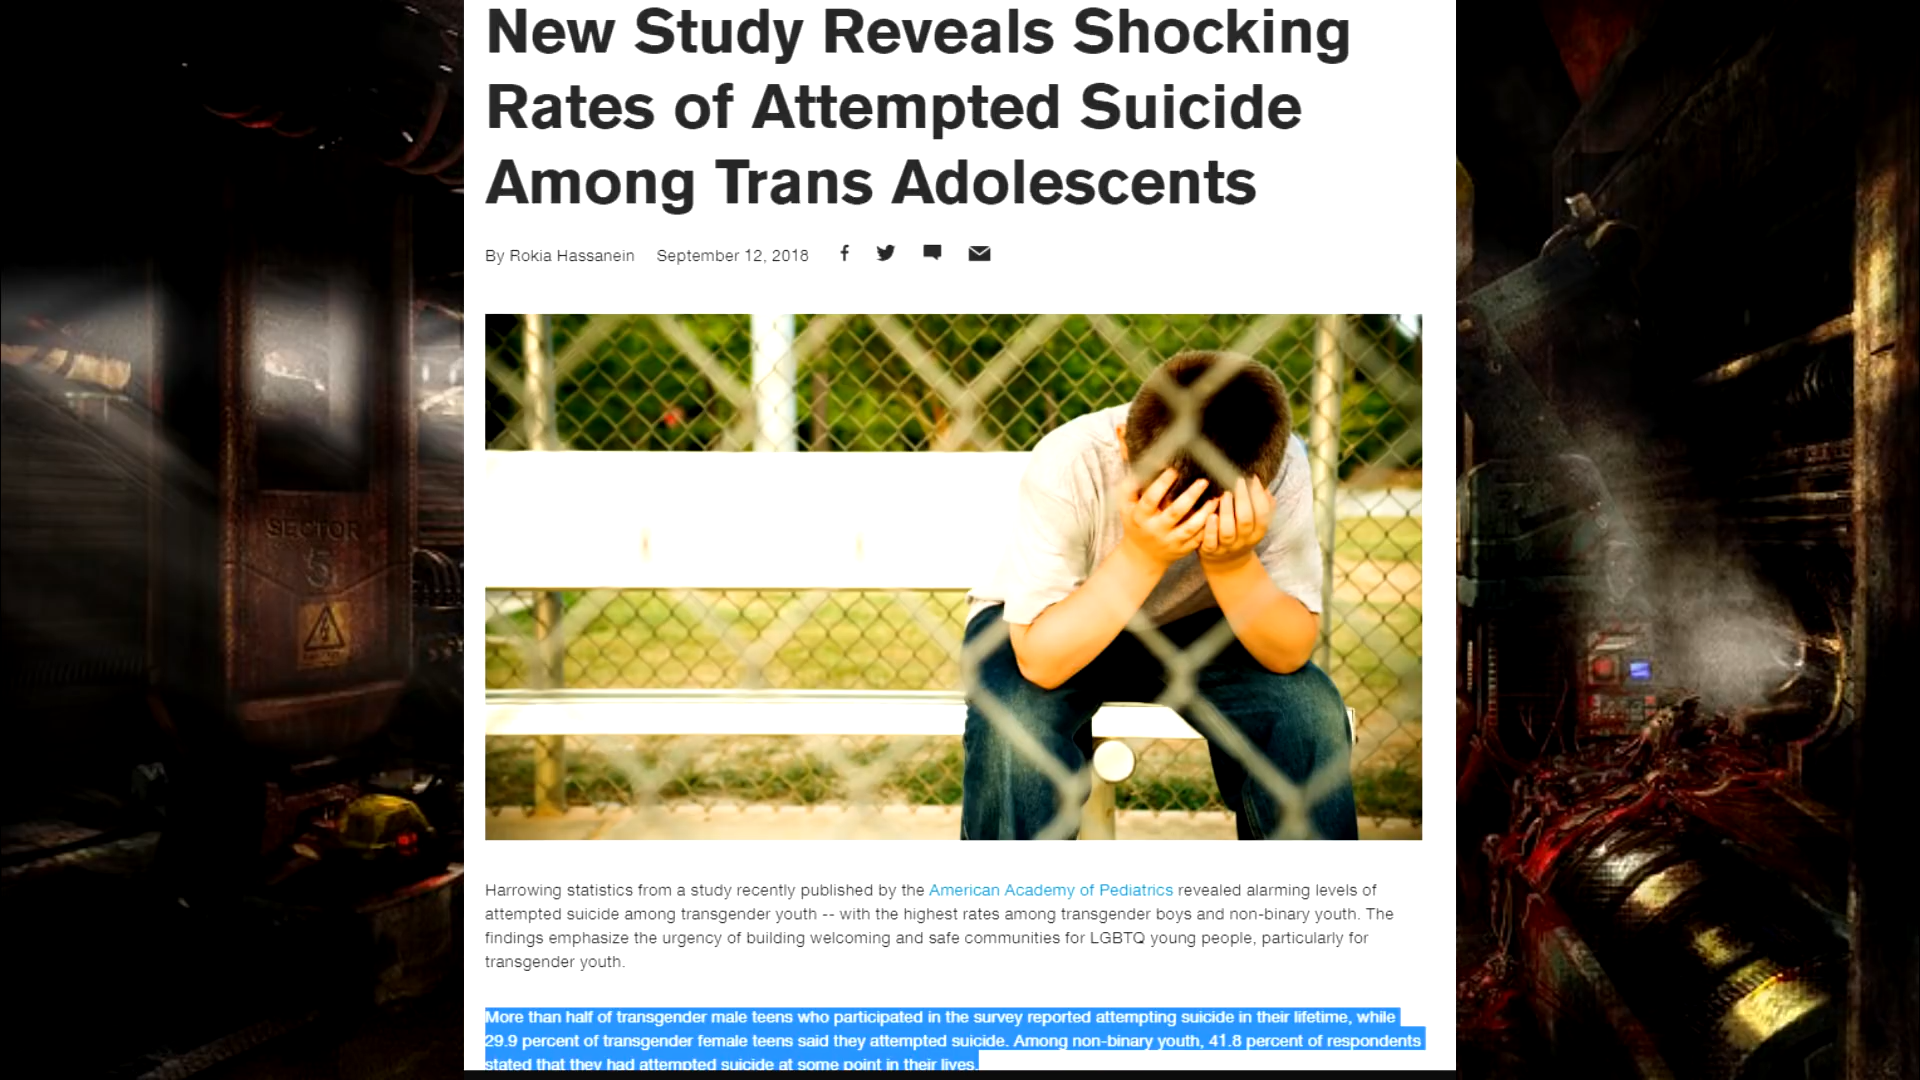 New Study Reveals Shocking
Rates of Attempted Suicide
Among Trans Adolescents
By Rokia Hassanein September 12, 2018
SECTOR
5
Harrowing statistics from a study recently published by the American Academy of Pediatrics revealed alarming levels of
attempted suicide among transgender youth -- with the highest rates among transgender boys and non-binary youth. The
findings emphasize the urgency of building welcoming and safe communities for LGBTQ young people, particularly for
transgender youth.
More than half of transgender male teens who participated in the survey reported attempting suicide in their lifetime, while
29.9 percent of transgender female teens said they attempted suicide. Among non-binary youth, 41.8 percent of respondents
stated that they had attempted suicide at some point in their lives.